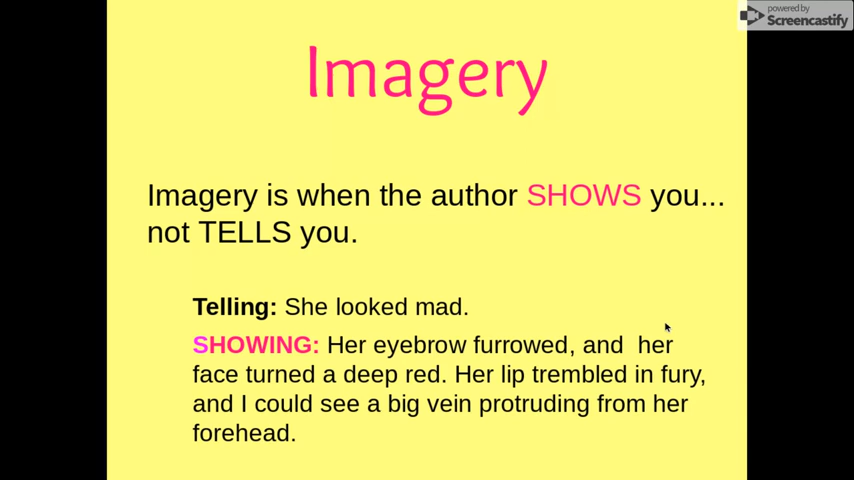 powered by
Screencastify
Imagery
Imagery is when the author SHOWS you...
not TELLS you.
Telling: She looked mad.
SHOWING: Her eyebrow furrowed, and  her
face turned a deep red. Her lip trembled in fury,
and I could see a big vein protruding from her
forehead.